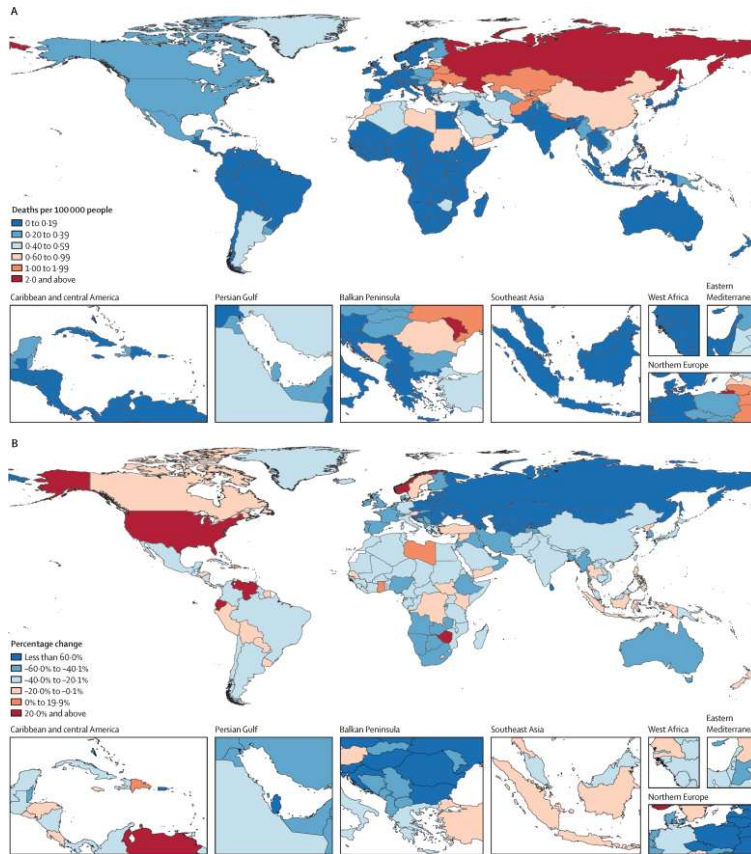 A
Deaths per 100 000 people
0 to 0·19
0·20 to 0·39
0·40 to 0·59
0·60 to 0·99
1·00 to 1·99
2·0 and above
Caribbean and central America
Persian Gulf
Balkan Peninsula
Southeast Asia
West Africa
Eastern
Mediterranean
Northern Europe
B
Percentage change
Less than 60·0%
–60·0% to –40·1%
–40·0% to –20·1%
–20·0% to –0·1%
0% to 19·9%
20·0% and above
Caribbean and central America
Persian Gulf
Balkan Peninsula
Southeast Asia
West Africa
Eastern
Mediterranean
Northern Europe